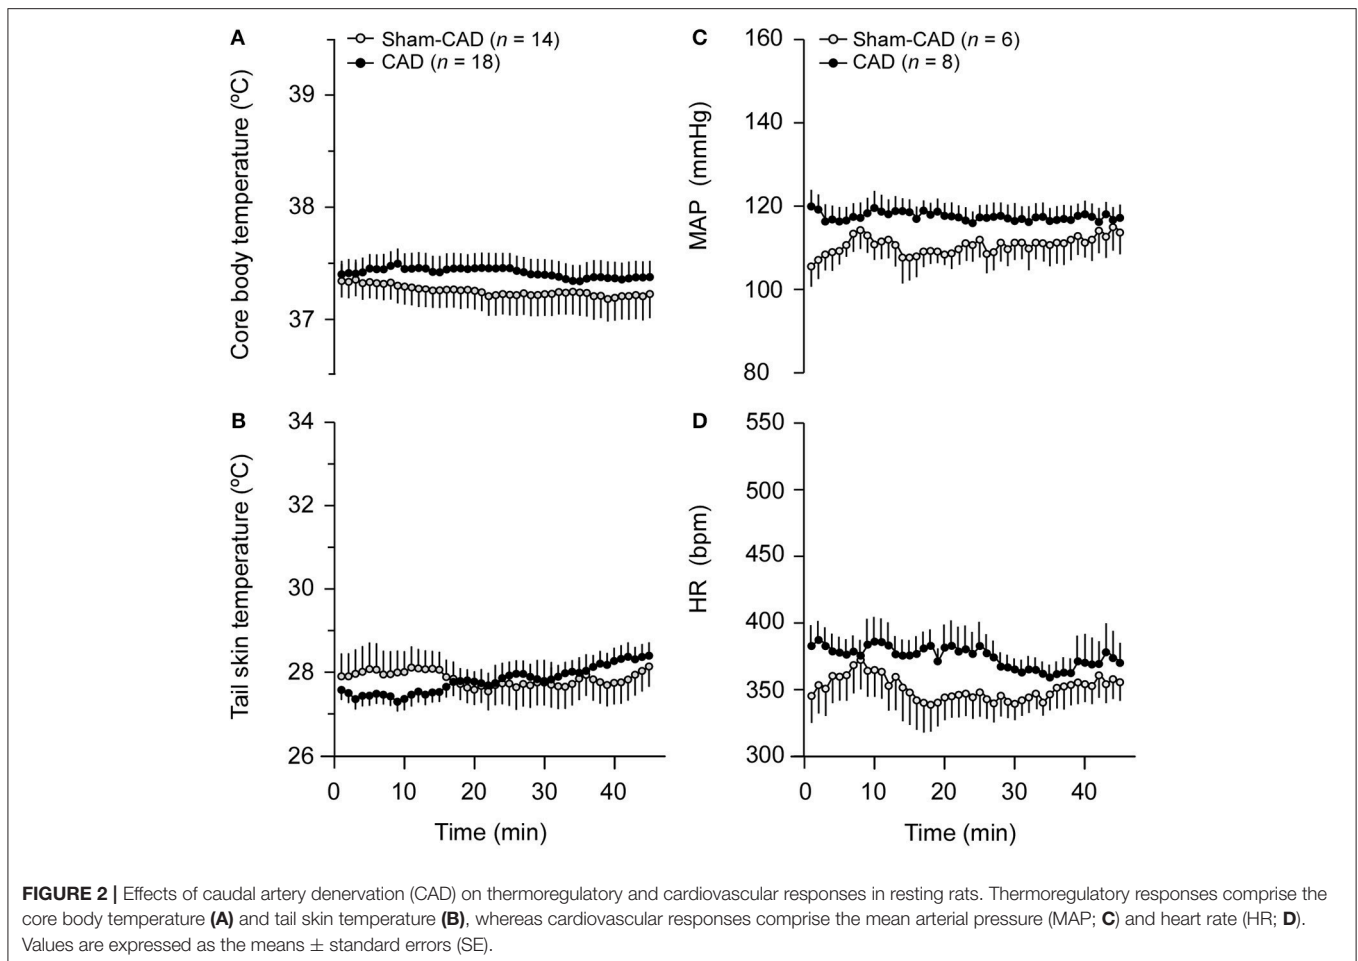 A
Sham-CAD (n = 14)
CAD (n = 18)
39
38
37
Core body temperature (ºC)
C
Sham-CAD (n = 6)
CAD (n = 8)
160
140
120
100
80
MAP (mmHg)
B
34
32
30
28
26
Tail skin temperature (ºC)
0 10 20 30 40
Time (min)
D
550
500
450
400
350
300
HR (bpm)
0 10 20 30 40
Time (min)
FIGURE 2 | Effects of caudal artery denervation (CAD) on thermoregulatory and cardiovascular responses in resting rats. Thermoregulatory responses comprise the
core body temperature (A) and tail skin temperature (B), whereas cardiovascular responses comprise the mean arterial pressure (MAP; C) and heart rate (HR; D).
Values are expressed as the means ± standard errors (SE).